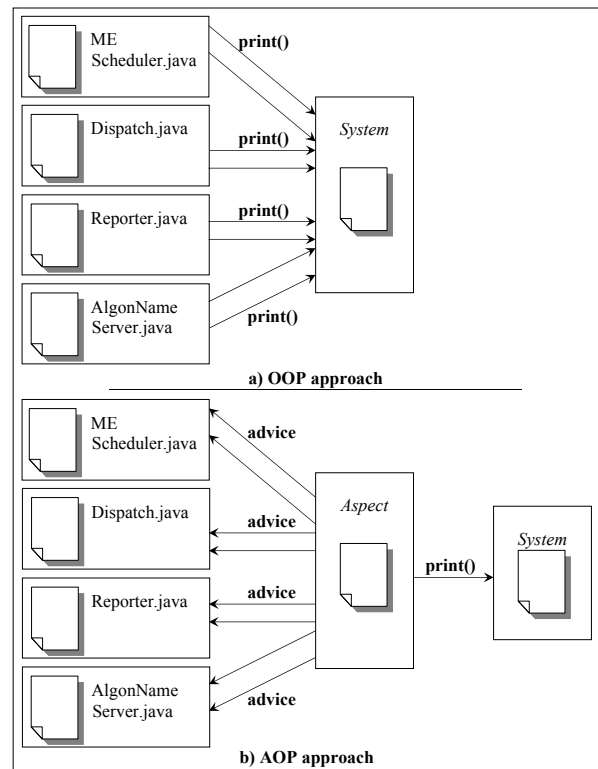 ME
Scheduler.java
print()
Dispatch.java
print()
System
Reporter.java
print()
AlgonName
Server.java
print()
a) OOP approach
ME
Scheduler.java
advice
Dispatch.java
advice
Aspect
System
print()
Reporter.java
advice
AlgonName
Server.java
advice
b) AOP approach